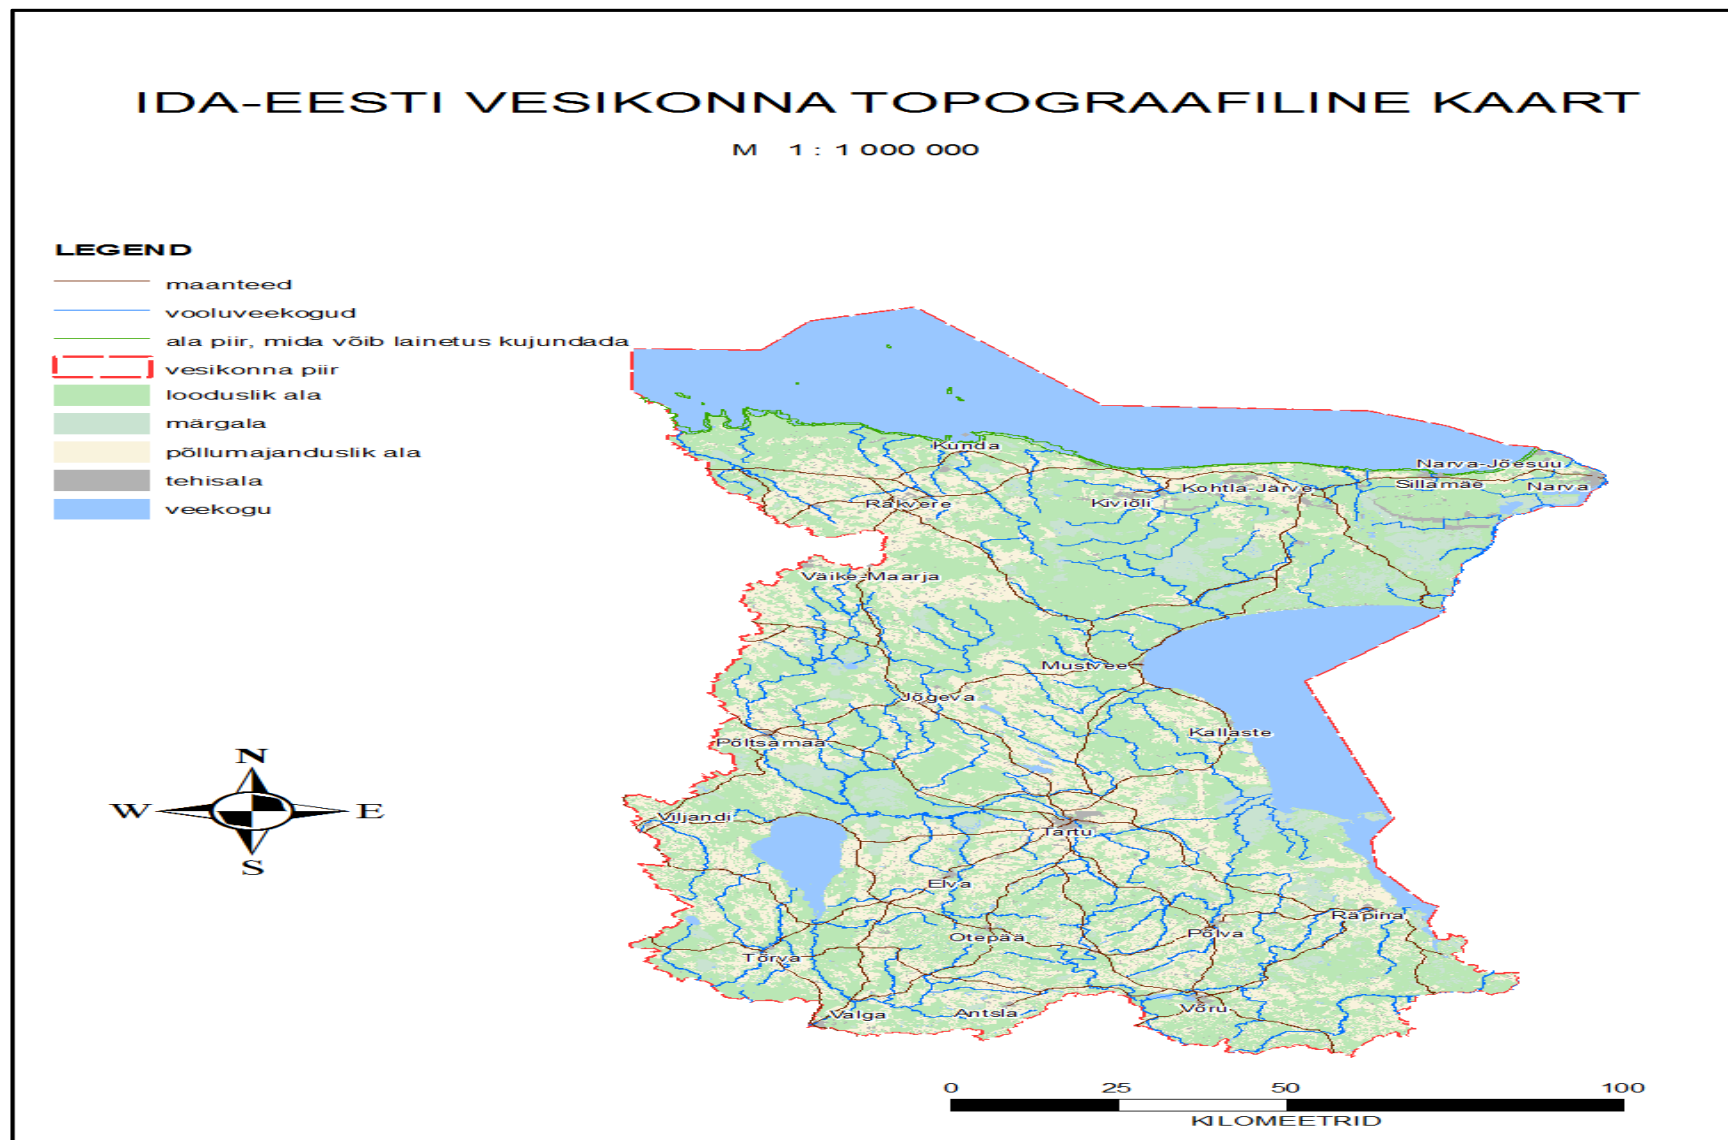 IDA-EESTI VESIKONNA TOPOGRAAFILINE KAART
M 1 : 1 000 000
LEGEND
maanteed
vooluveekogud
ala piir, mida võib lainetus kujundada
vesikonna piir
looduslik ala
märgala
põllumajanduslik ala
tehisala
veekogu
Kunda
Narva-Jõesuu
Sillamäe
Narva
Kohtla-Järve
Kiviõli
Rakvere
Väike-Maarja
Mustvee
Jõgeva
Kallaste
Põltsamaa
Viljandi
Tartu
Elva
Räpina
Põlva
Otepää
Tõrva
Võru
Antsla
Valga
N
W
E
S
0 25 50 100
KILOMEETRID